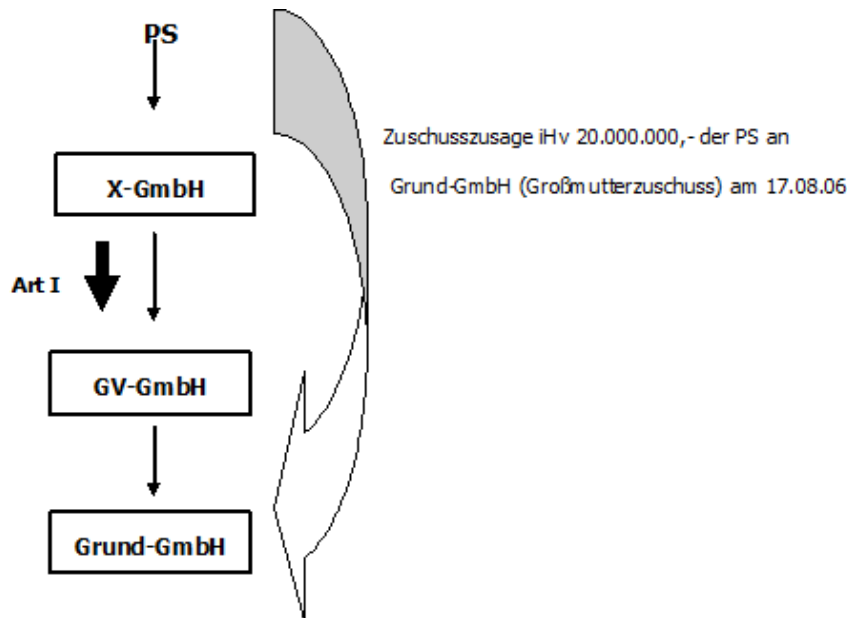 PS
Zuschusszusage iHv 20.000.000,- der PS an
X-GmbH
Grund-GmbH (Großmutterzuschuss) am 17.08.06
Art I
GV-GmbH
Grund-GmbH